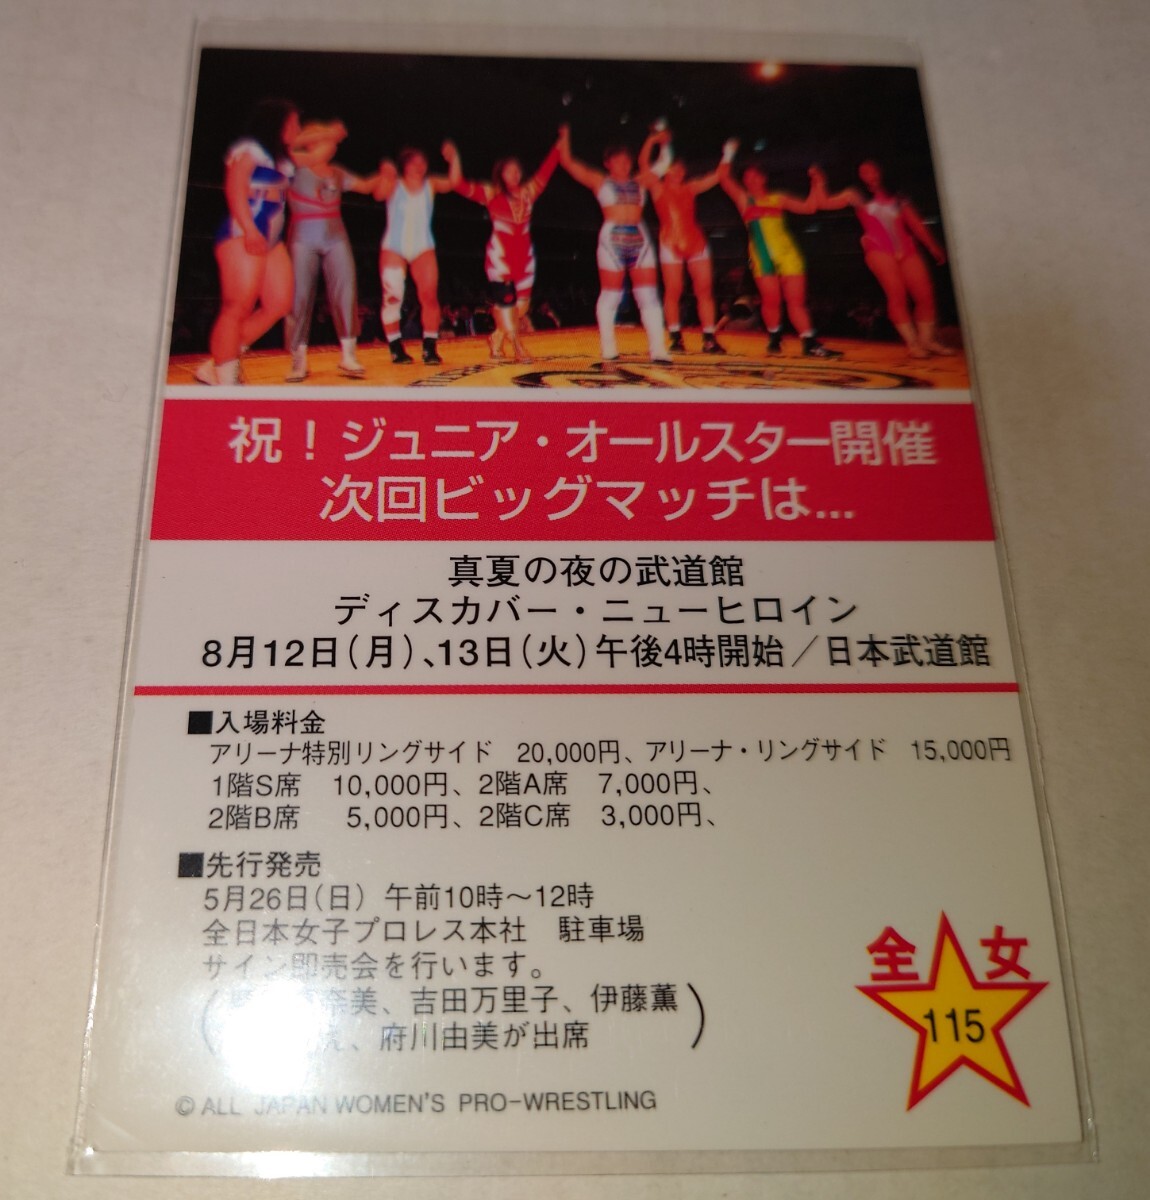 祝！ジュニア・オールスター開催
次回ビッグマッチは...
真夏の夜の武道館
ディスカバー・ニューヒロイン
8月12日(月)、13日(火)午後4時開始／日本武道館
■入場料金
アリーナ特別リングサイド 20,000円、アリーナ・リングサイド 15,000円
1階S席 10,000円、2階A席 7,000円、
2階B席 5,000円、2階C席 3,000円、
■先行発売
5月26日(日) 午前10時～12時
全日本女子プロレス本社 駐車場
サイン即売会を行います。
(奈美、吉田万里子、伊藤薫
、府川由美が出席)
全女
115
© ALL JAPAN WOMEN'S PRO-WRESTLING